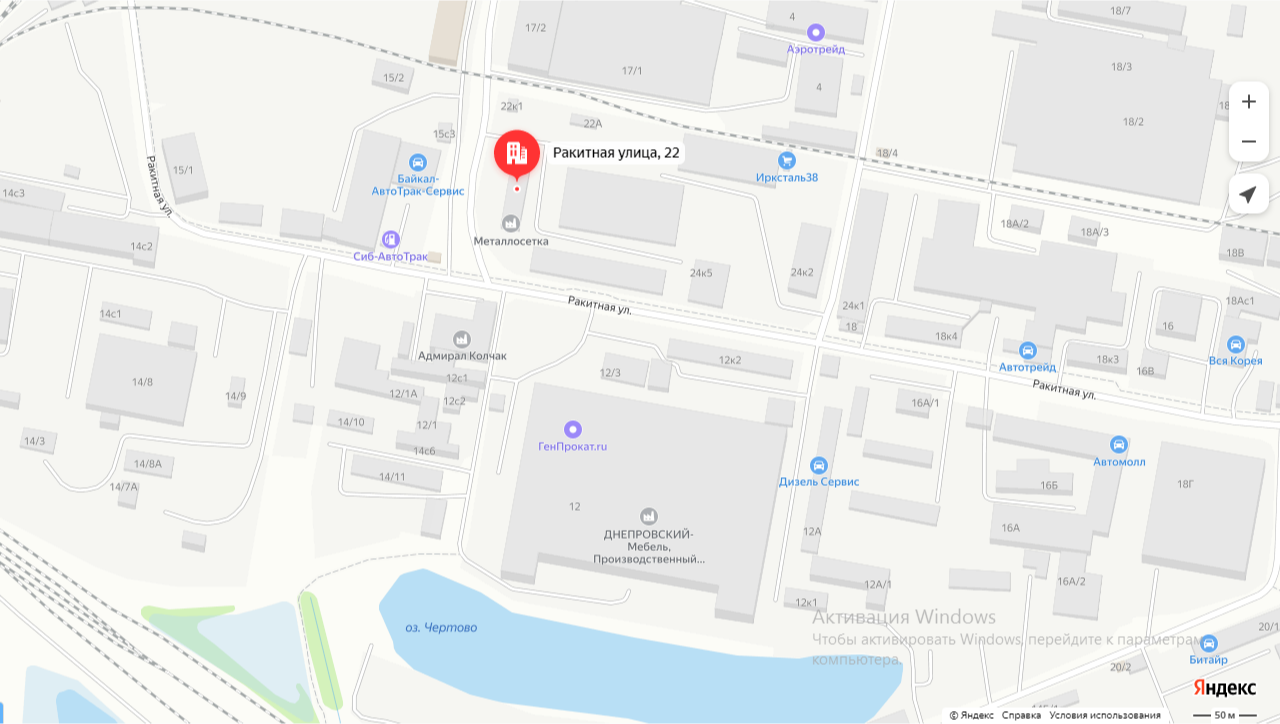 4
18/7
17/2
Аэротрейд
17/1
18/3
15/2
4
22к1
18/2
22А
15с3
Ракитная улица, 22
18/4
15/1
Байкал-
АвтоТрак-Сервис
Ирксталь38
Ракитная ул.
14с3
18А/2
18А/3
Металлосетка
14с2
Сиб-АвтоТрак
18В
24к5
24к2
Ракитная ул.
24к1
18Ас1
14с1
18
18к4
16
Адмирал Колчак
12к2
18к3
Вся Корея
Автотрейд
16В
12/3
12с1
14/8
12/1А
14/9
12с2
Ракитная ул.
16А/1
14/10
12/1
14/3
ГенПрокат.ru
14с6
14/8А
Автомолл
14/11
Дизель Сервис
16Б
18Г
14/7А
12
16А
12А
ДНЕПРОВСКИЙ-
Мебель,
Производственный...
12А/1
16А/2
12к1
оз. Чертово
Активация Windows
Чтобы активировать Windows, перейдите к параметрам
компьютера.
Битайр
20/2
Яндекс
© Яндекс Справка Условия использования
50 м